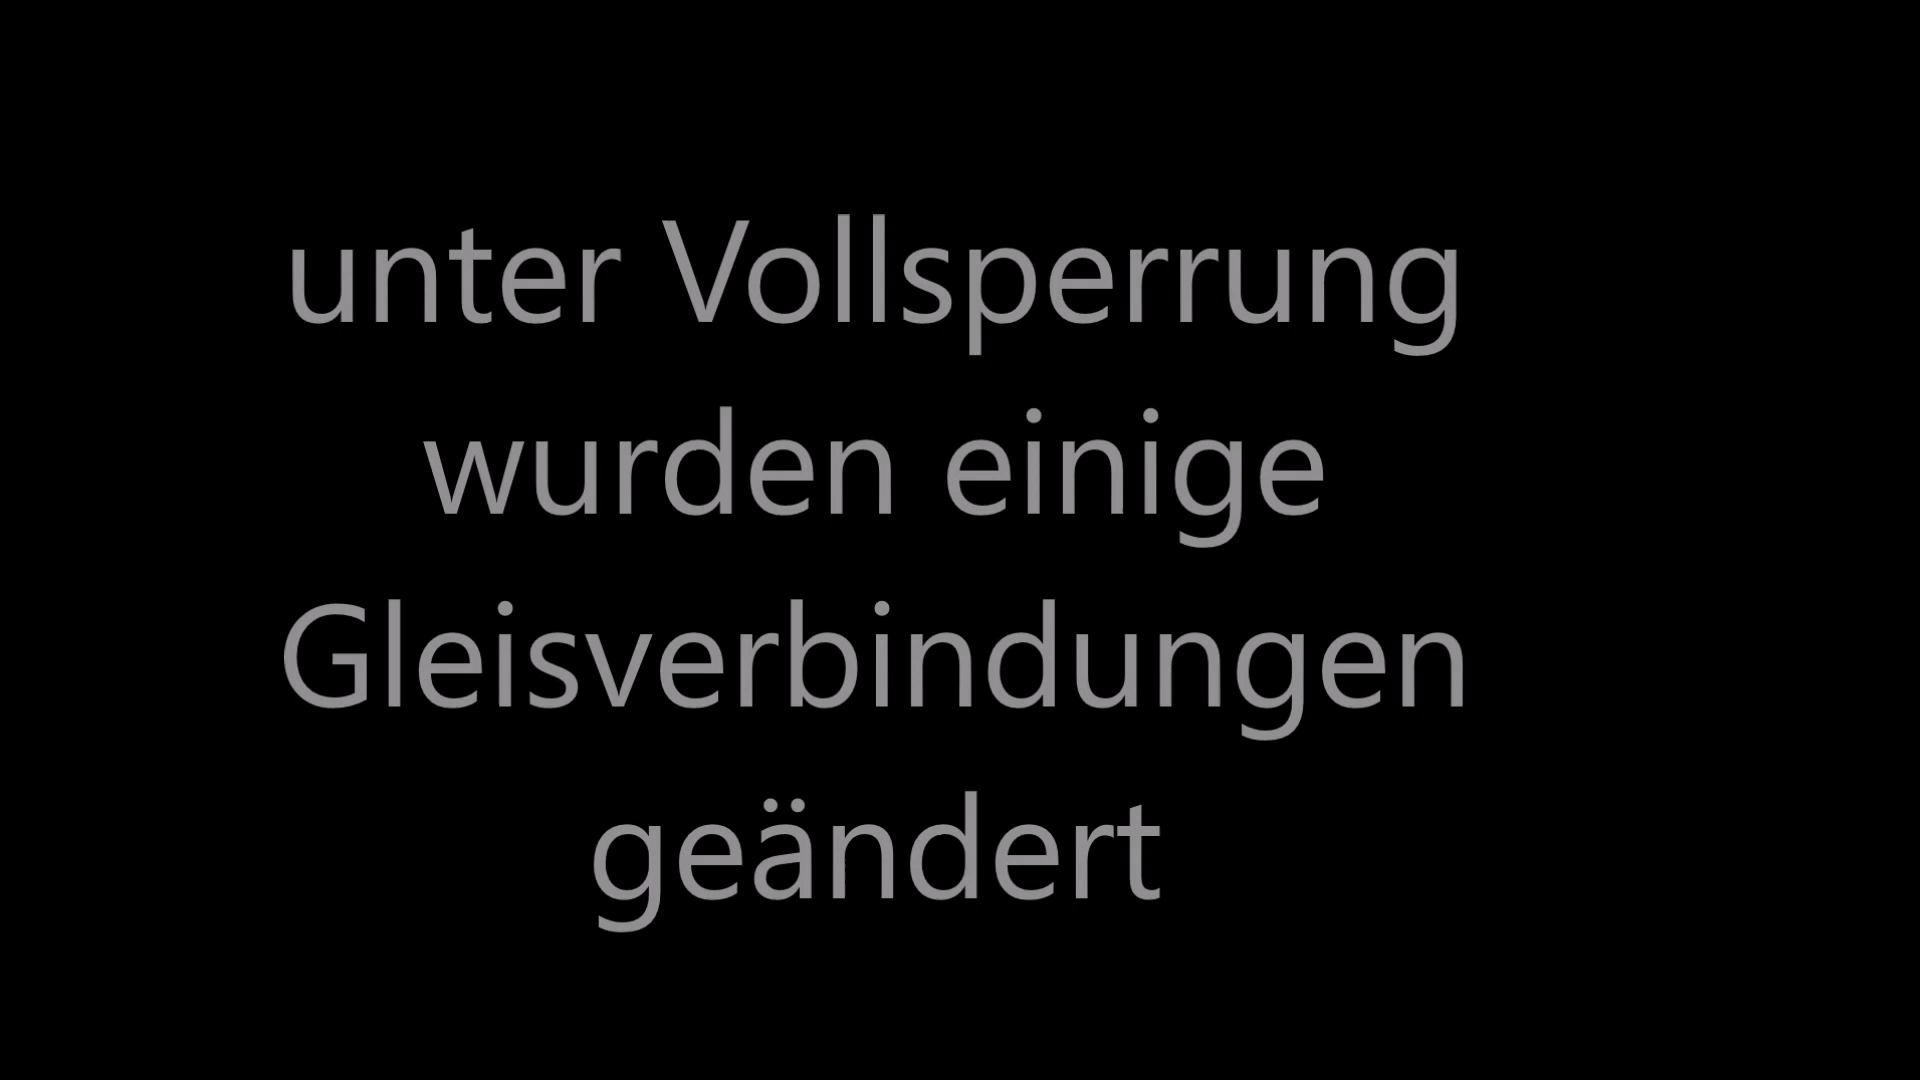 unter Vollsperrung
wurden einige
Gleisverbindungen
geändert